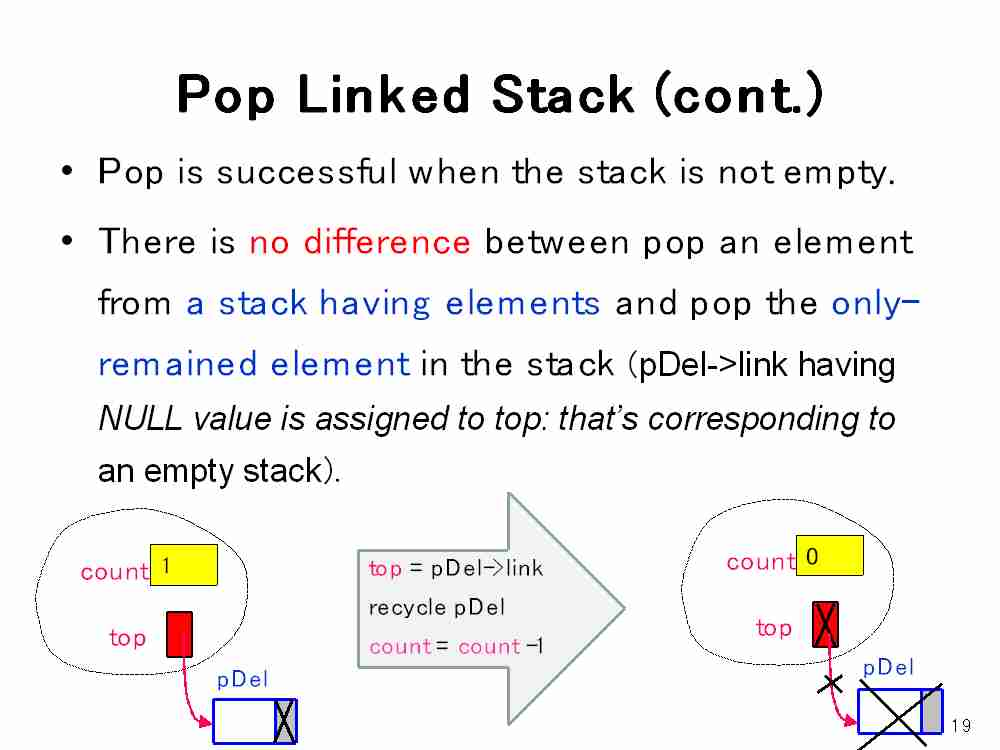 Pop Linked Stack (cont.)
• Pop is successful when the stack is not empty.
• There is no difference between pop an element
from a stack having elements and pop the only-
remained element in the stack (pDel->link having
NULL value is assigned to top: that's corresponding to
an empty stack).
count 1
top
pDel
top = pDel->link
recycle pDel
count = count -1
count 0
top
pDel
19